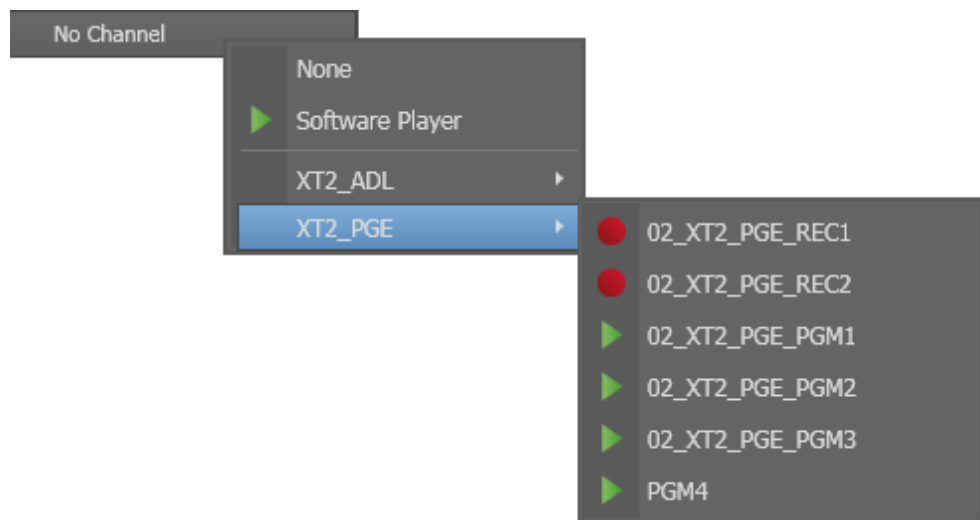 No Channel
None
Software Player
XT2_ADL
XT2_PGE
02_XT2_PGE_REC1
02_XT2_PGE_REC2
02_XT2_PGE_PGM1
02_XT2_PGE_PGM2
02_XT2_PGE_PGM3
PGM4